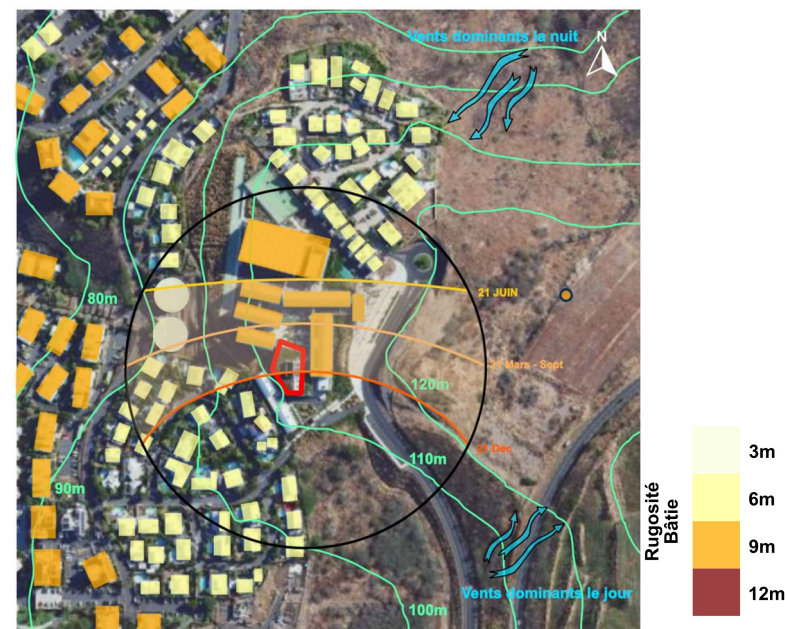 Vents dominants la nuit
N
80m
21 JUIN
21 Mars - Sept
120m
21 Dec
110m
90m
Vents dominants le jour
100m
Rugosité
Bâtie
3m
6m
9m
12m